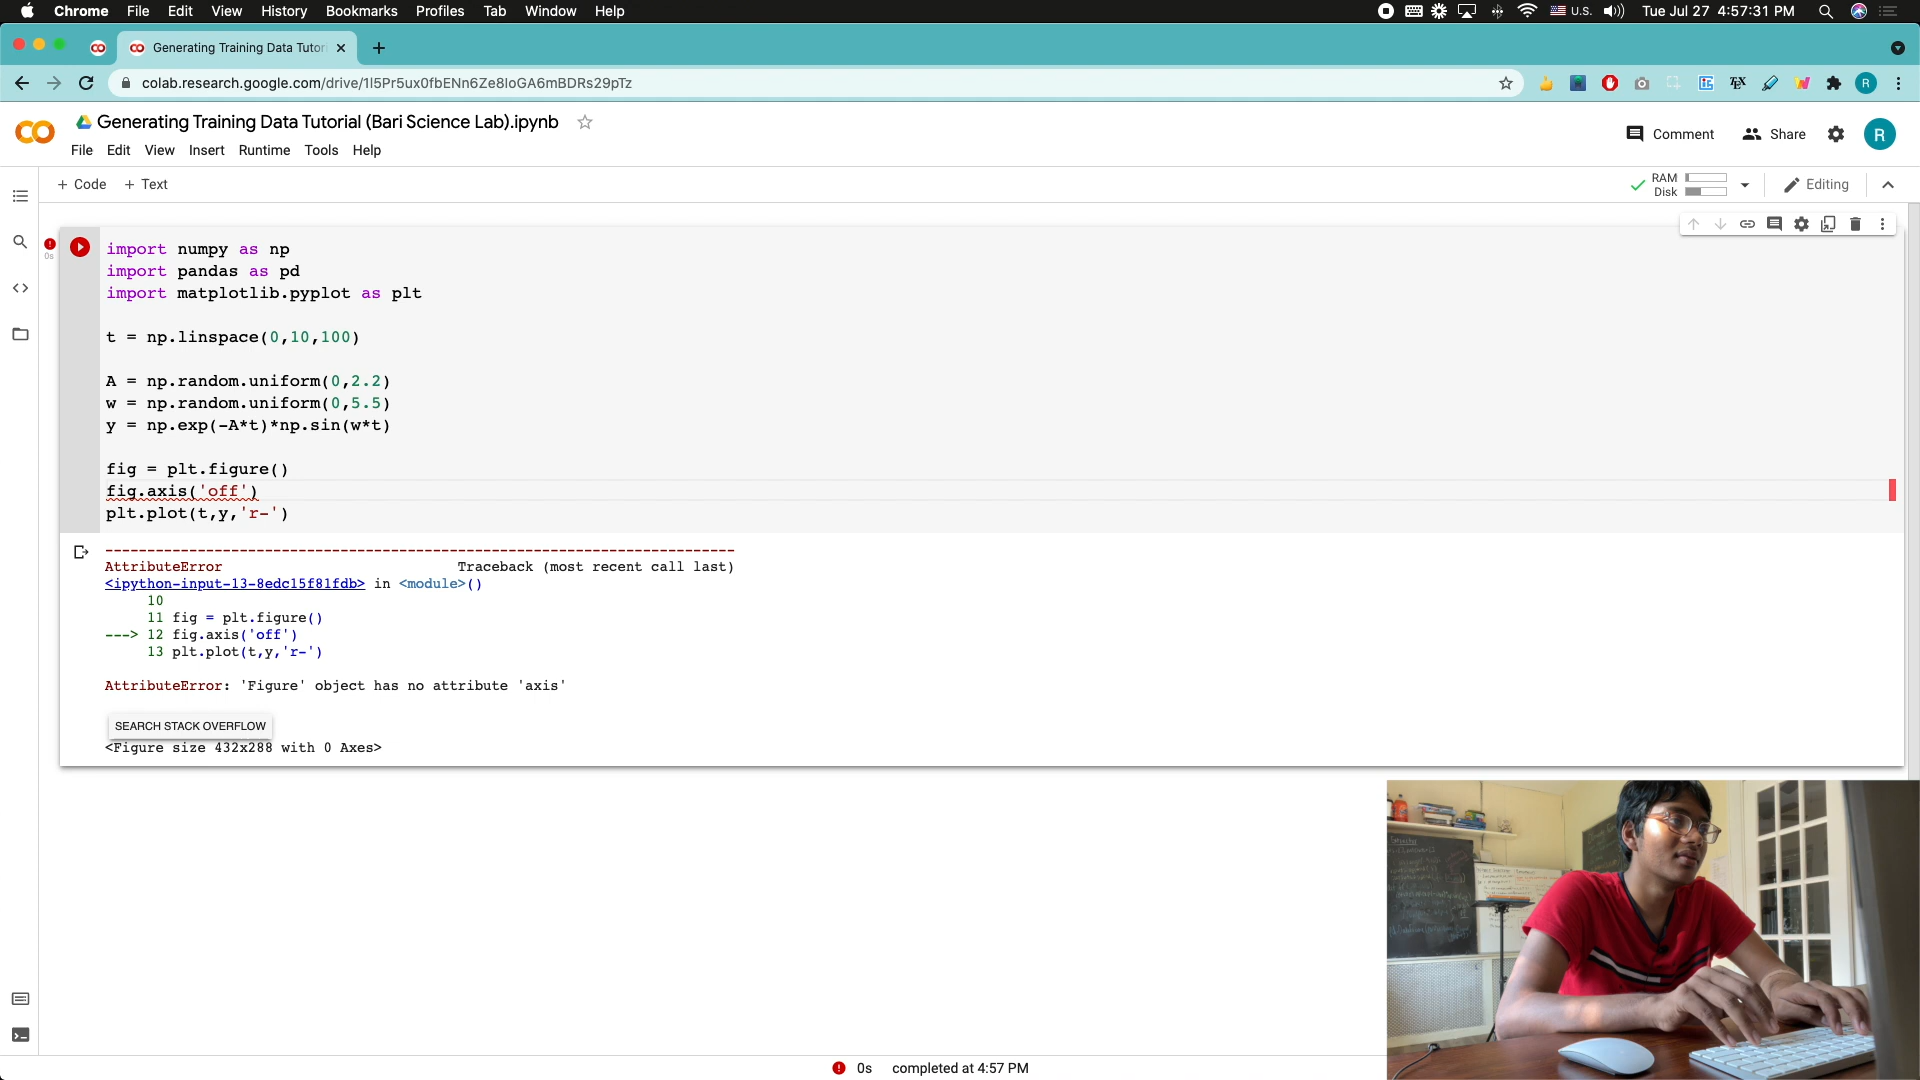 Chrome File Edit View History Bookmarks Profiles Tab Window Help U.S. Tue Jul 27 4:57:31 PM
Generating Training Data Tutor
colab.research.google.com/drive/1I5Pr5ux0fbENn6Ze8IoGA6mBDRs29pTz
R
Generating Training Data Tutorial (Bari Science Lab).ipynb
Comment Share R
File Edit View Insert Runtime Tools Help
+ Code + Text
RAM
Disk
Editing
0s
import numpy as np
import pandas as pd
import matplotlib.pyplot as plt
t = np.linspace(0,10,100)
A = np.random.uniform(0,2.2)
w = np.random.uniform(0,5.5)
y = np.exp(-A*t)*np.sin(w*t)
fig = plt.figure()
fig.axis('off')
plt.plot(t,y,'r-')
---------------------------------------------------------------------------
AttributeError Traceback (most recent call last)
<ipython-input-13-8edc15f81fdb> in <module>()
10
11 fig = plt.figure()
---> 12 fig.axis('off')
13 plt.plot(t,y,'r-')
AttributeError: 'Figure' object has no attribute 'axis'
SEARCH STACK OVERFLOW
<Figure size 432x288 with 0 Axes>
0s completed at 4:57 PM